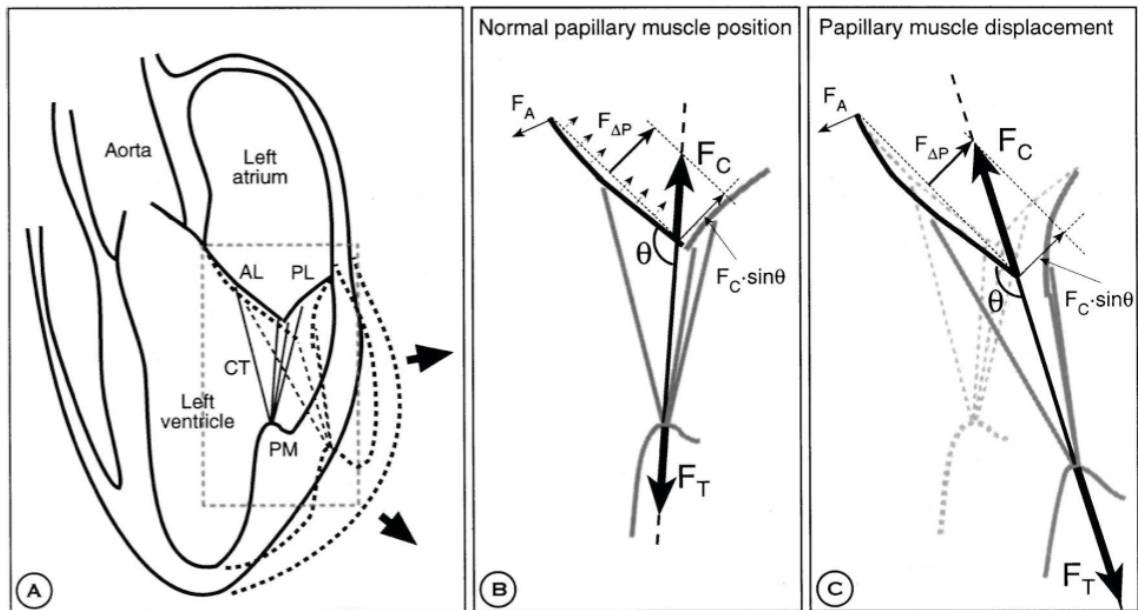 Aorta
Left
atrium
AL
PL
CT
Left
ventricle
PM
A
Normal papillary muscle position
F_A
F_ΔP
F_C
θ
F_C·sinθ
F_T
B
Papillary muscle displacement
F_A
F_ΔP
F_C
θ
F_C·sinθ
F_T
C